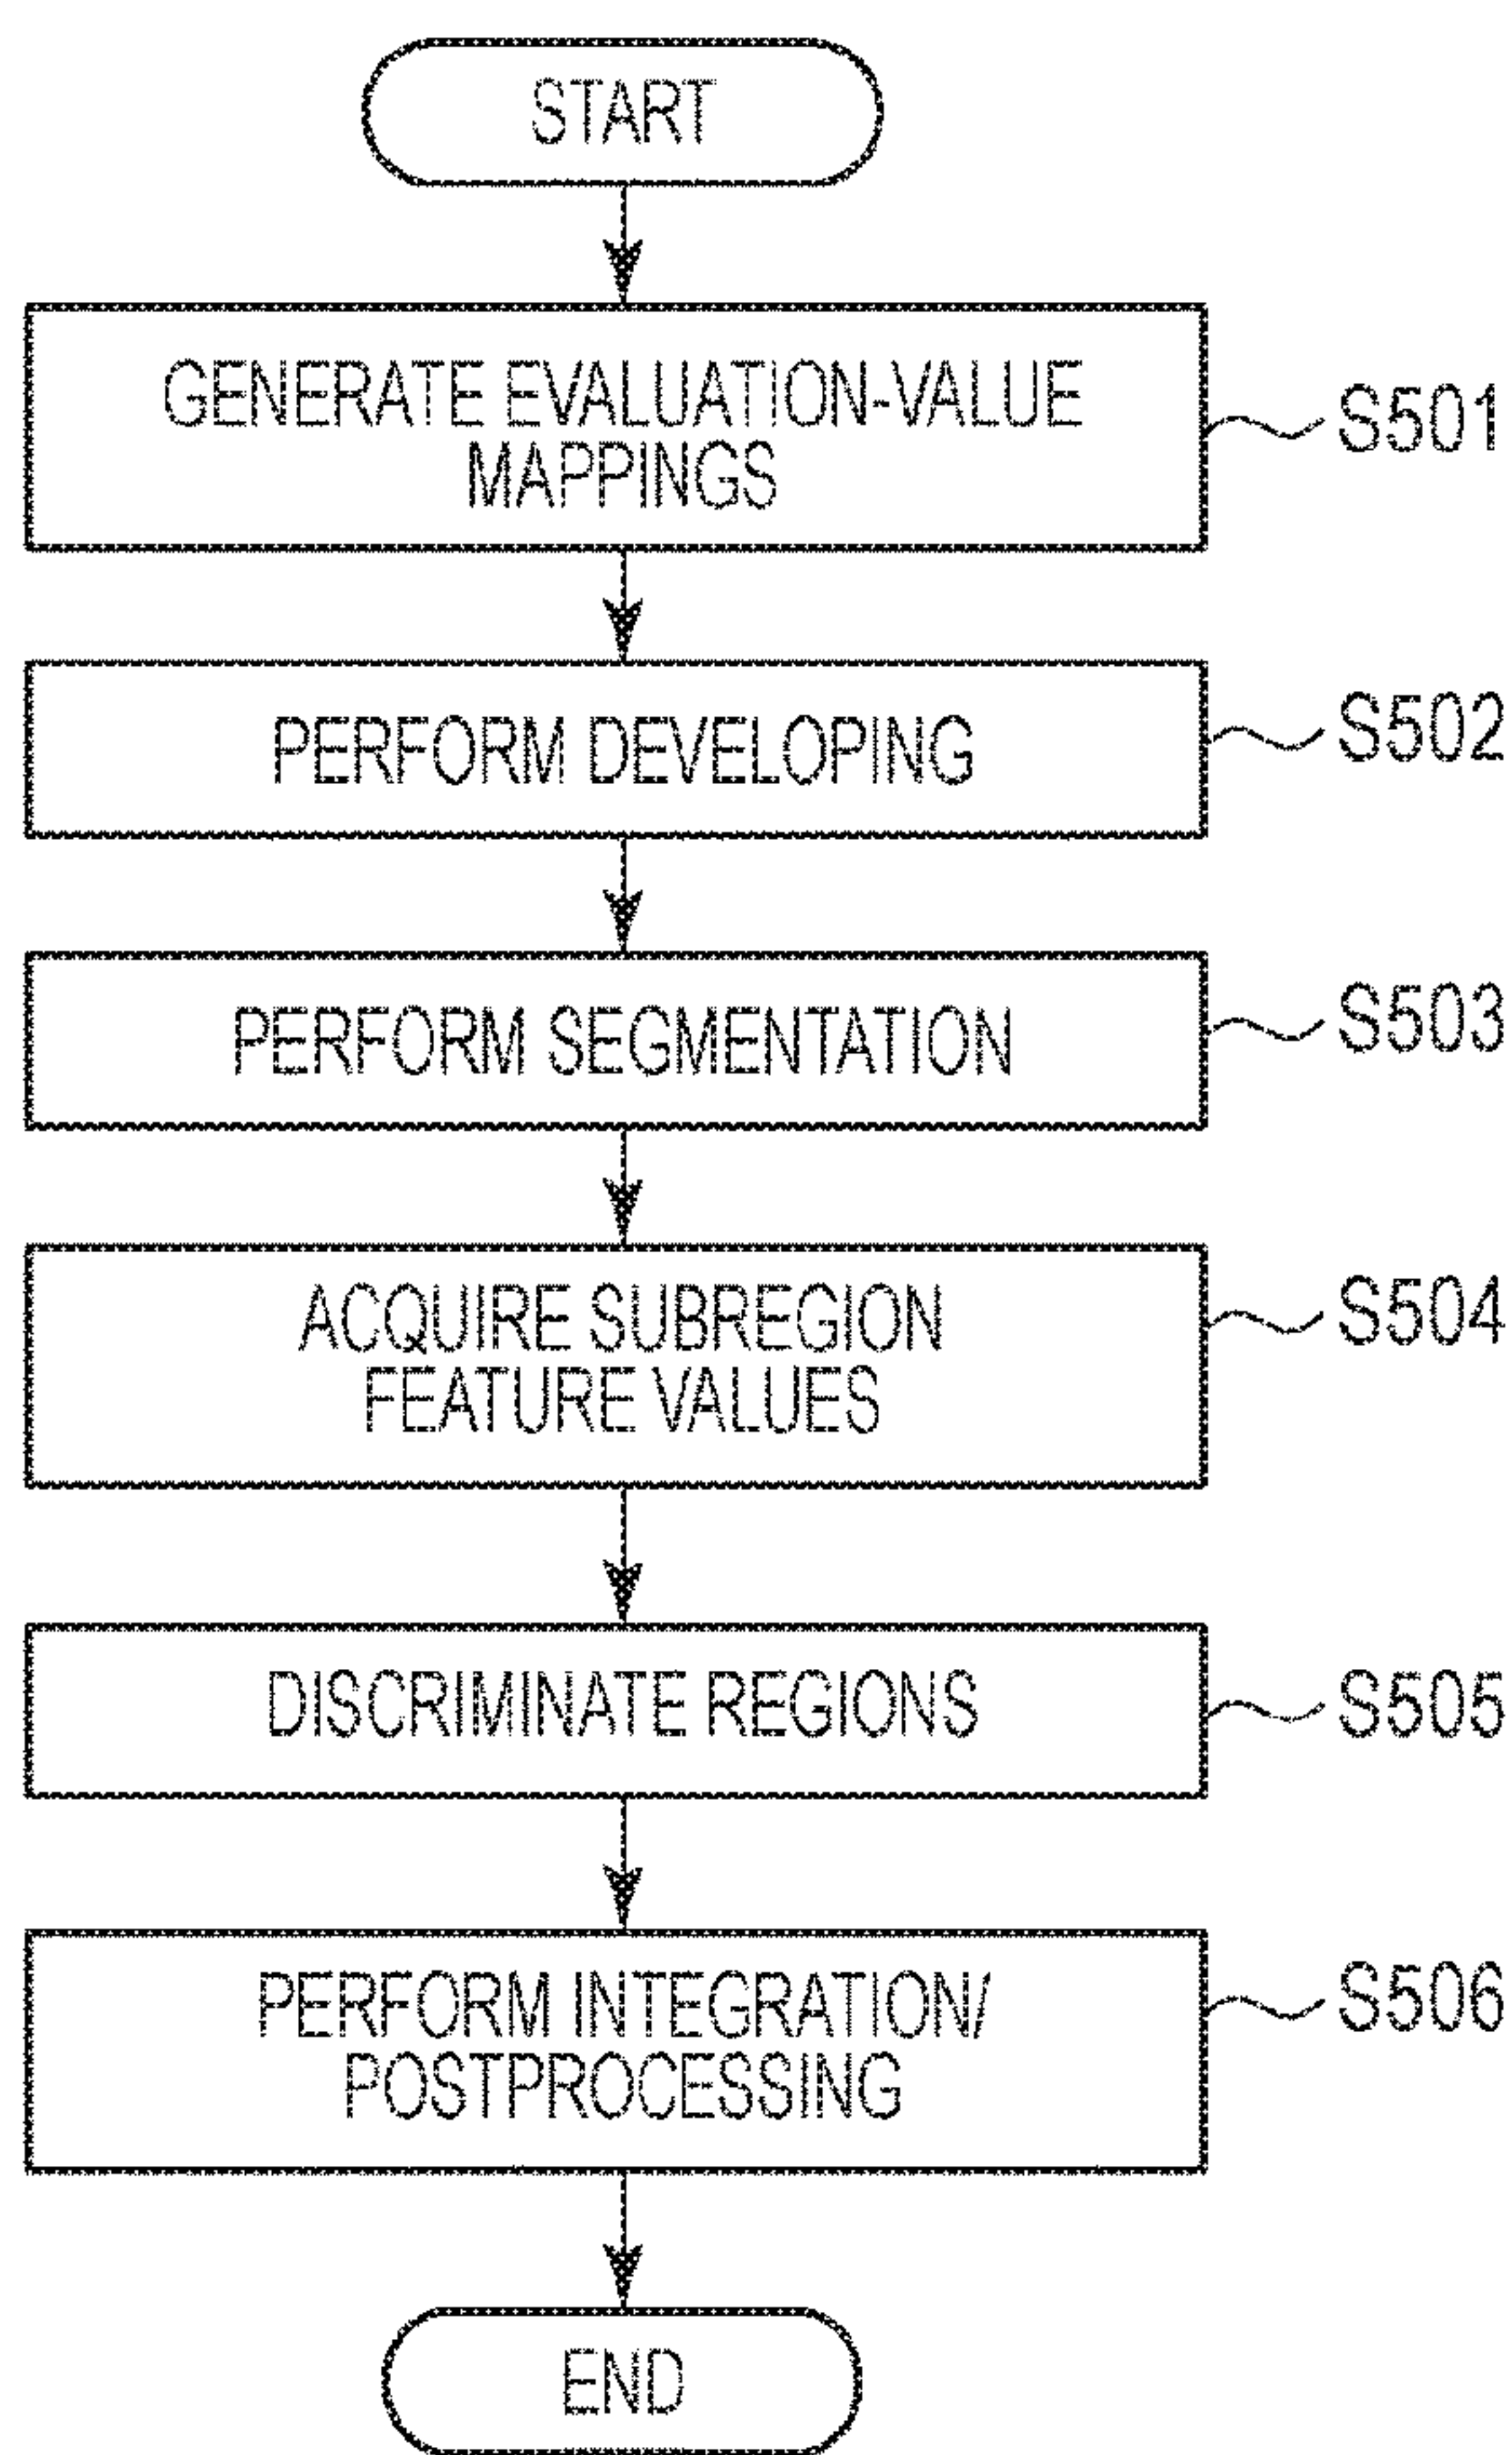 START
GENERATE EVALUATION-VALUE
MAPPINGS
S501
PERFORM DEVELOPING
S502
PERFORM SEGMENTATION
S503
ACQUIRE SUBREGION
FEATURE VALUES
S504
DISCRIMINATE REGIONS
S505
PERFORM INTEGRATION/
POSTPROCESSING
S506
END